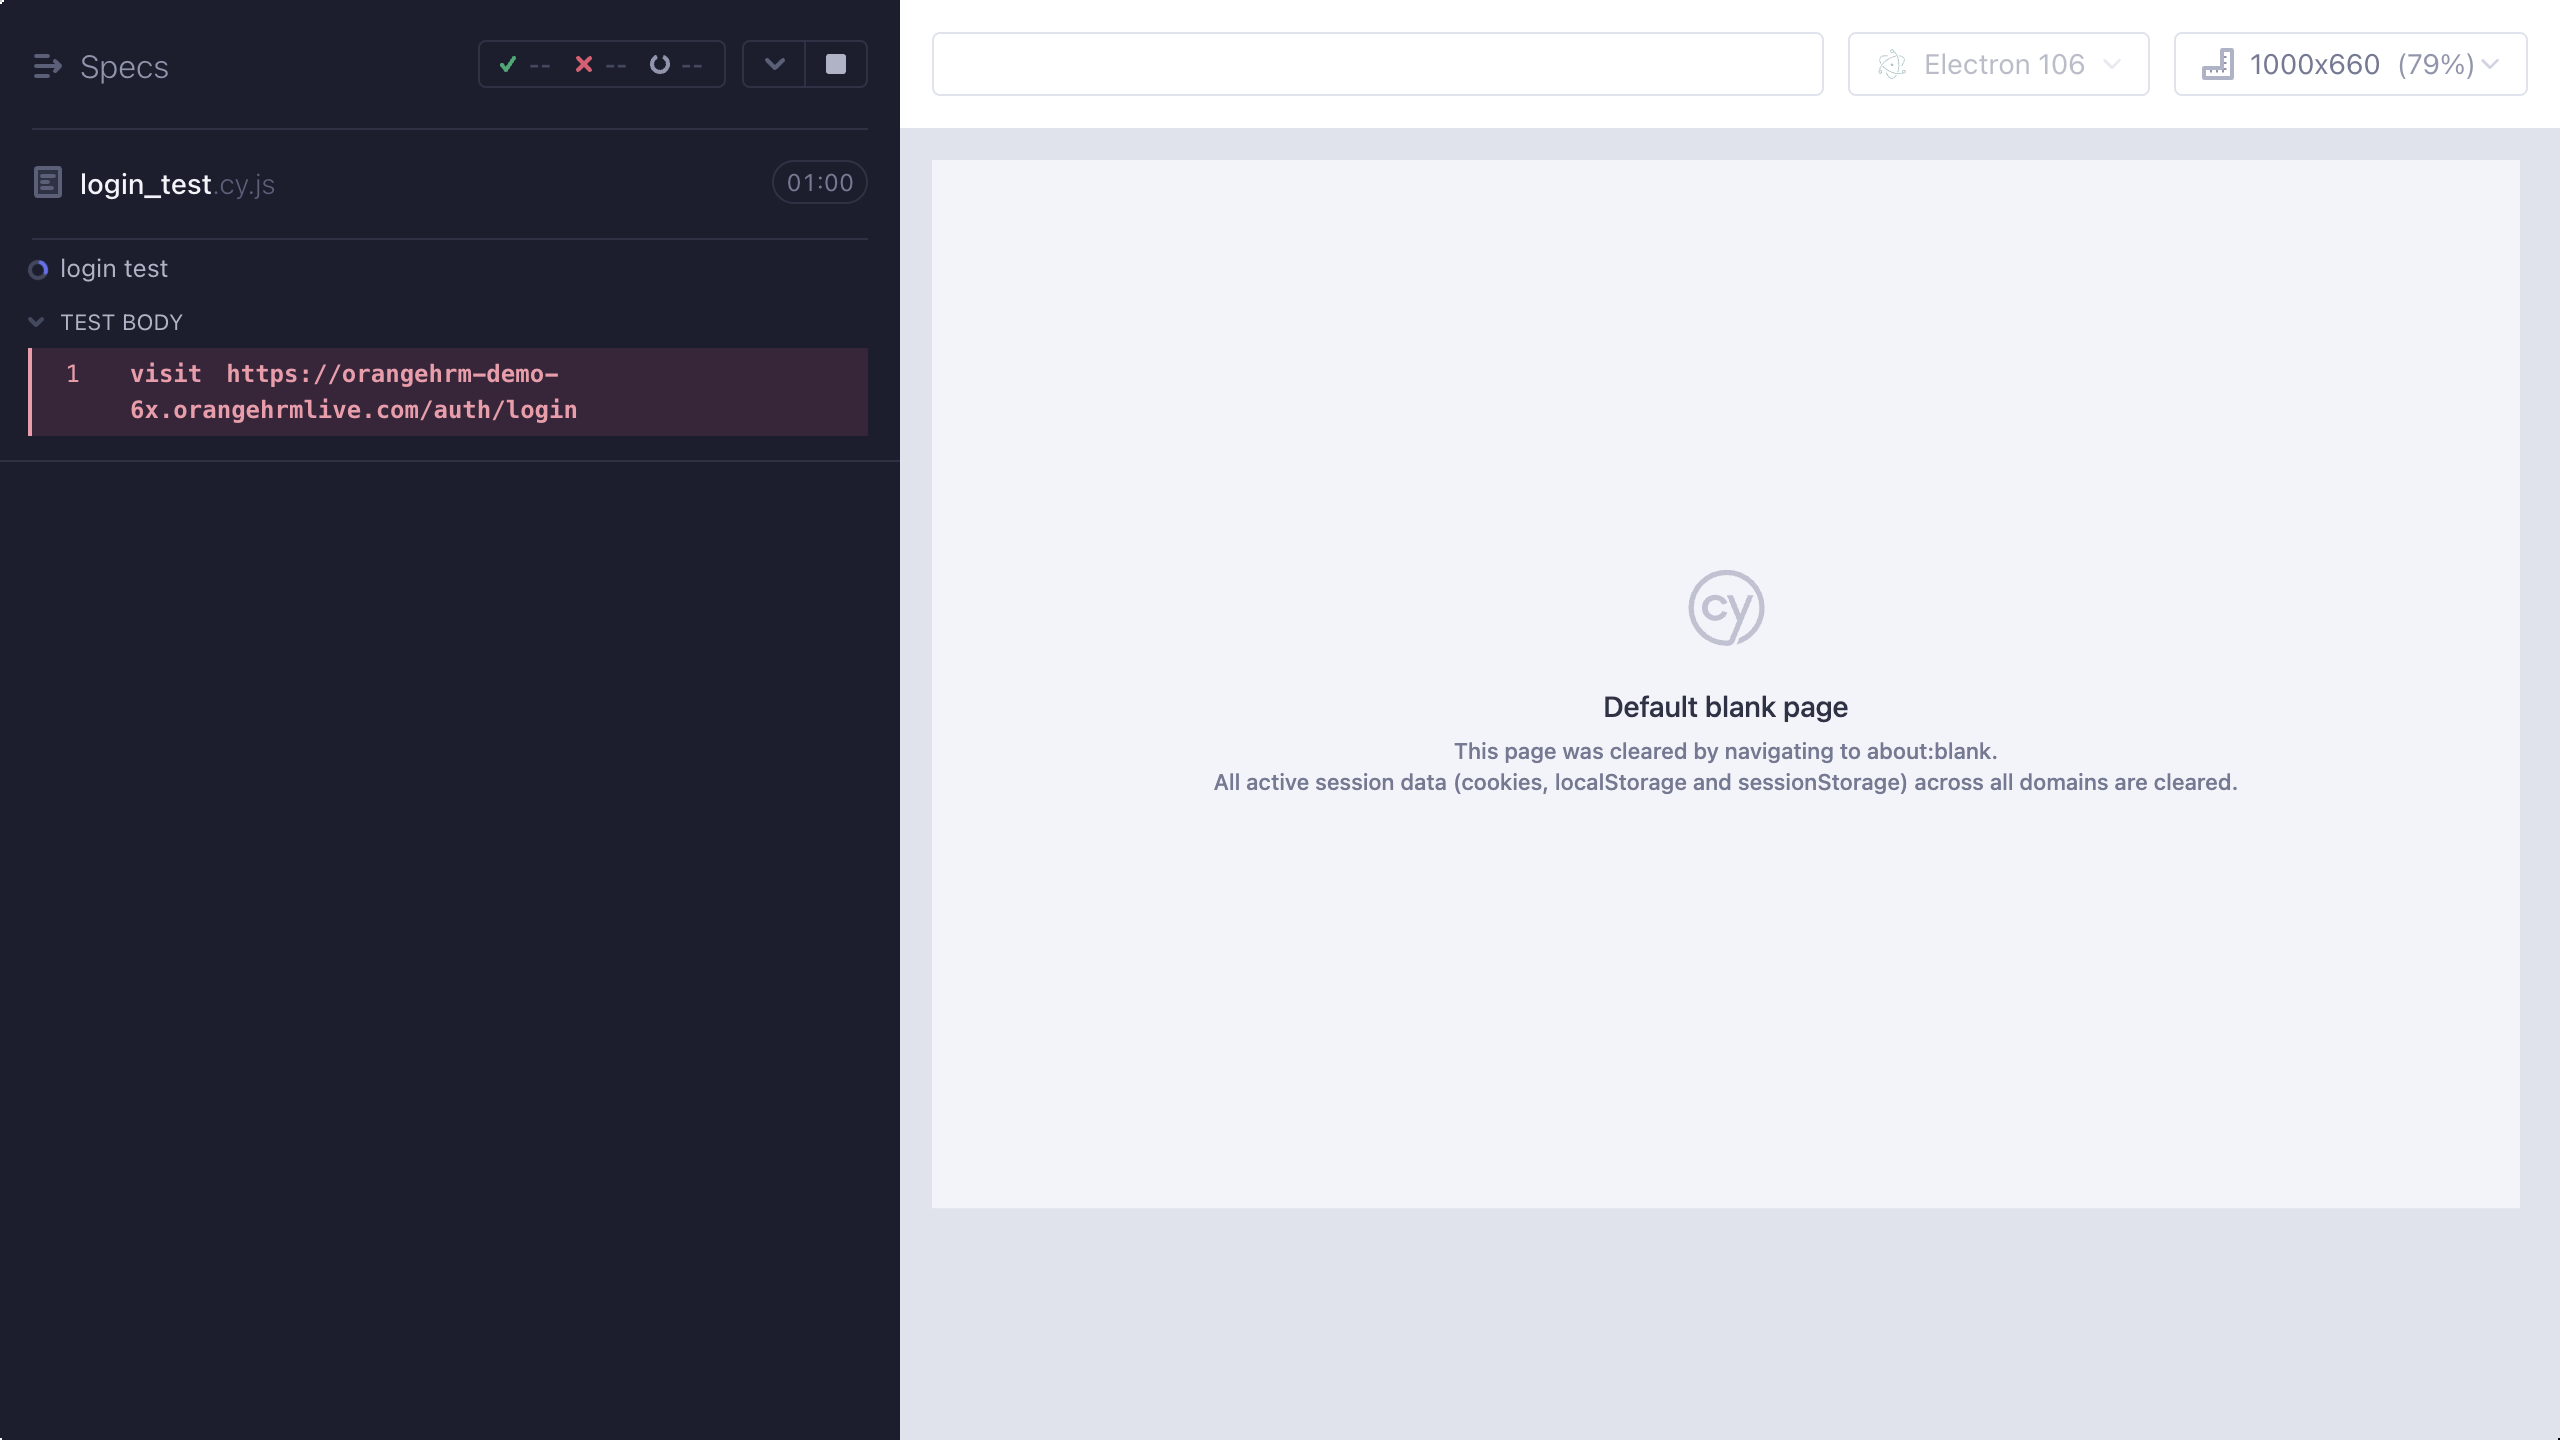 Specs
-- -- --
login_test.cy.js
01:00
login test
TEST BODY
1 visit https://orangehrm-demo-
6x.orangehrmlive.com/auth/login
Electron 106
1000x660 (79%)
cy
Default blank page
This page was cleared by navigating to about:blank.
All active session data (cookies, localStorage and sessionStorage) across all domains are cleared.